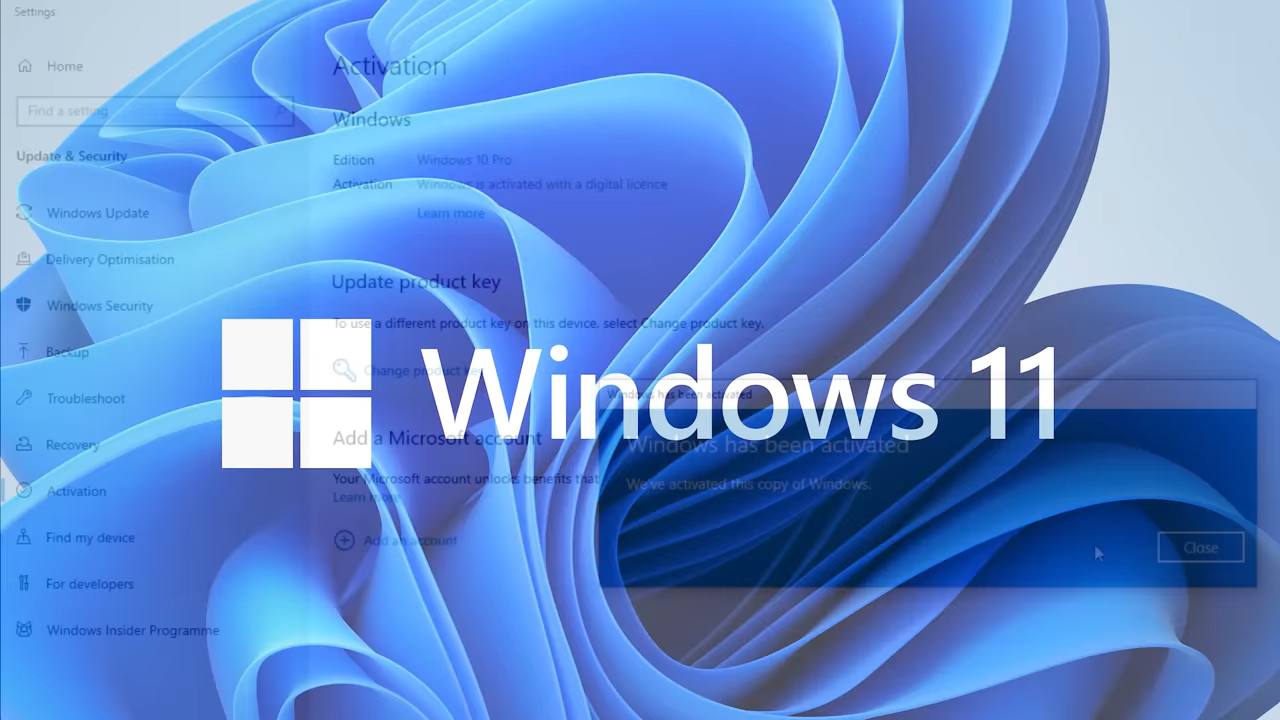 Settings
Home
Find a setting
Update & Security
Windows Update
Delivery Optimisation
Windows Security
Backup
Troubleshoot
Recovery
Activation
Find my device
For developers
Windows Insider Programme
Activation
Windows
Edition Windows 10 Pro
Activation Windows is activated with a digital licence
Learn more
Update product key
To use a different product key on this device, select Change product key.
Change product key
Add a Microsoft account
Your Microsoft account unlocks benefits that
Learn more
Add an account
Windows 11
Windows has been activated
Windows has been activated
We've activated this copy of Windows.
Close